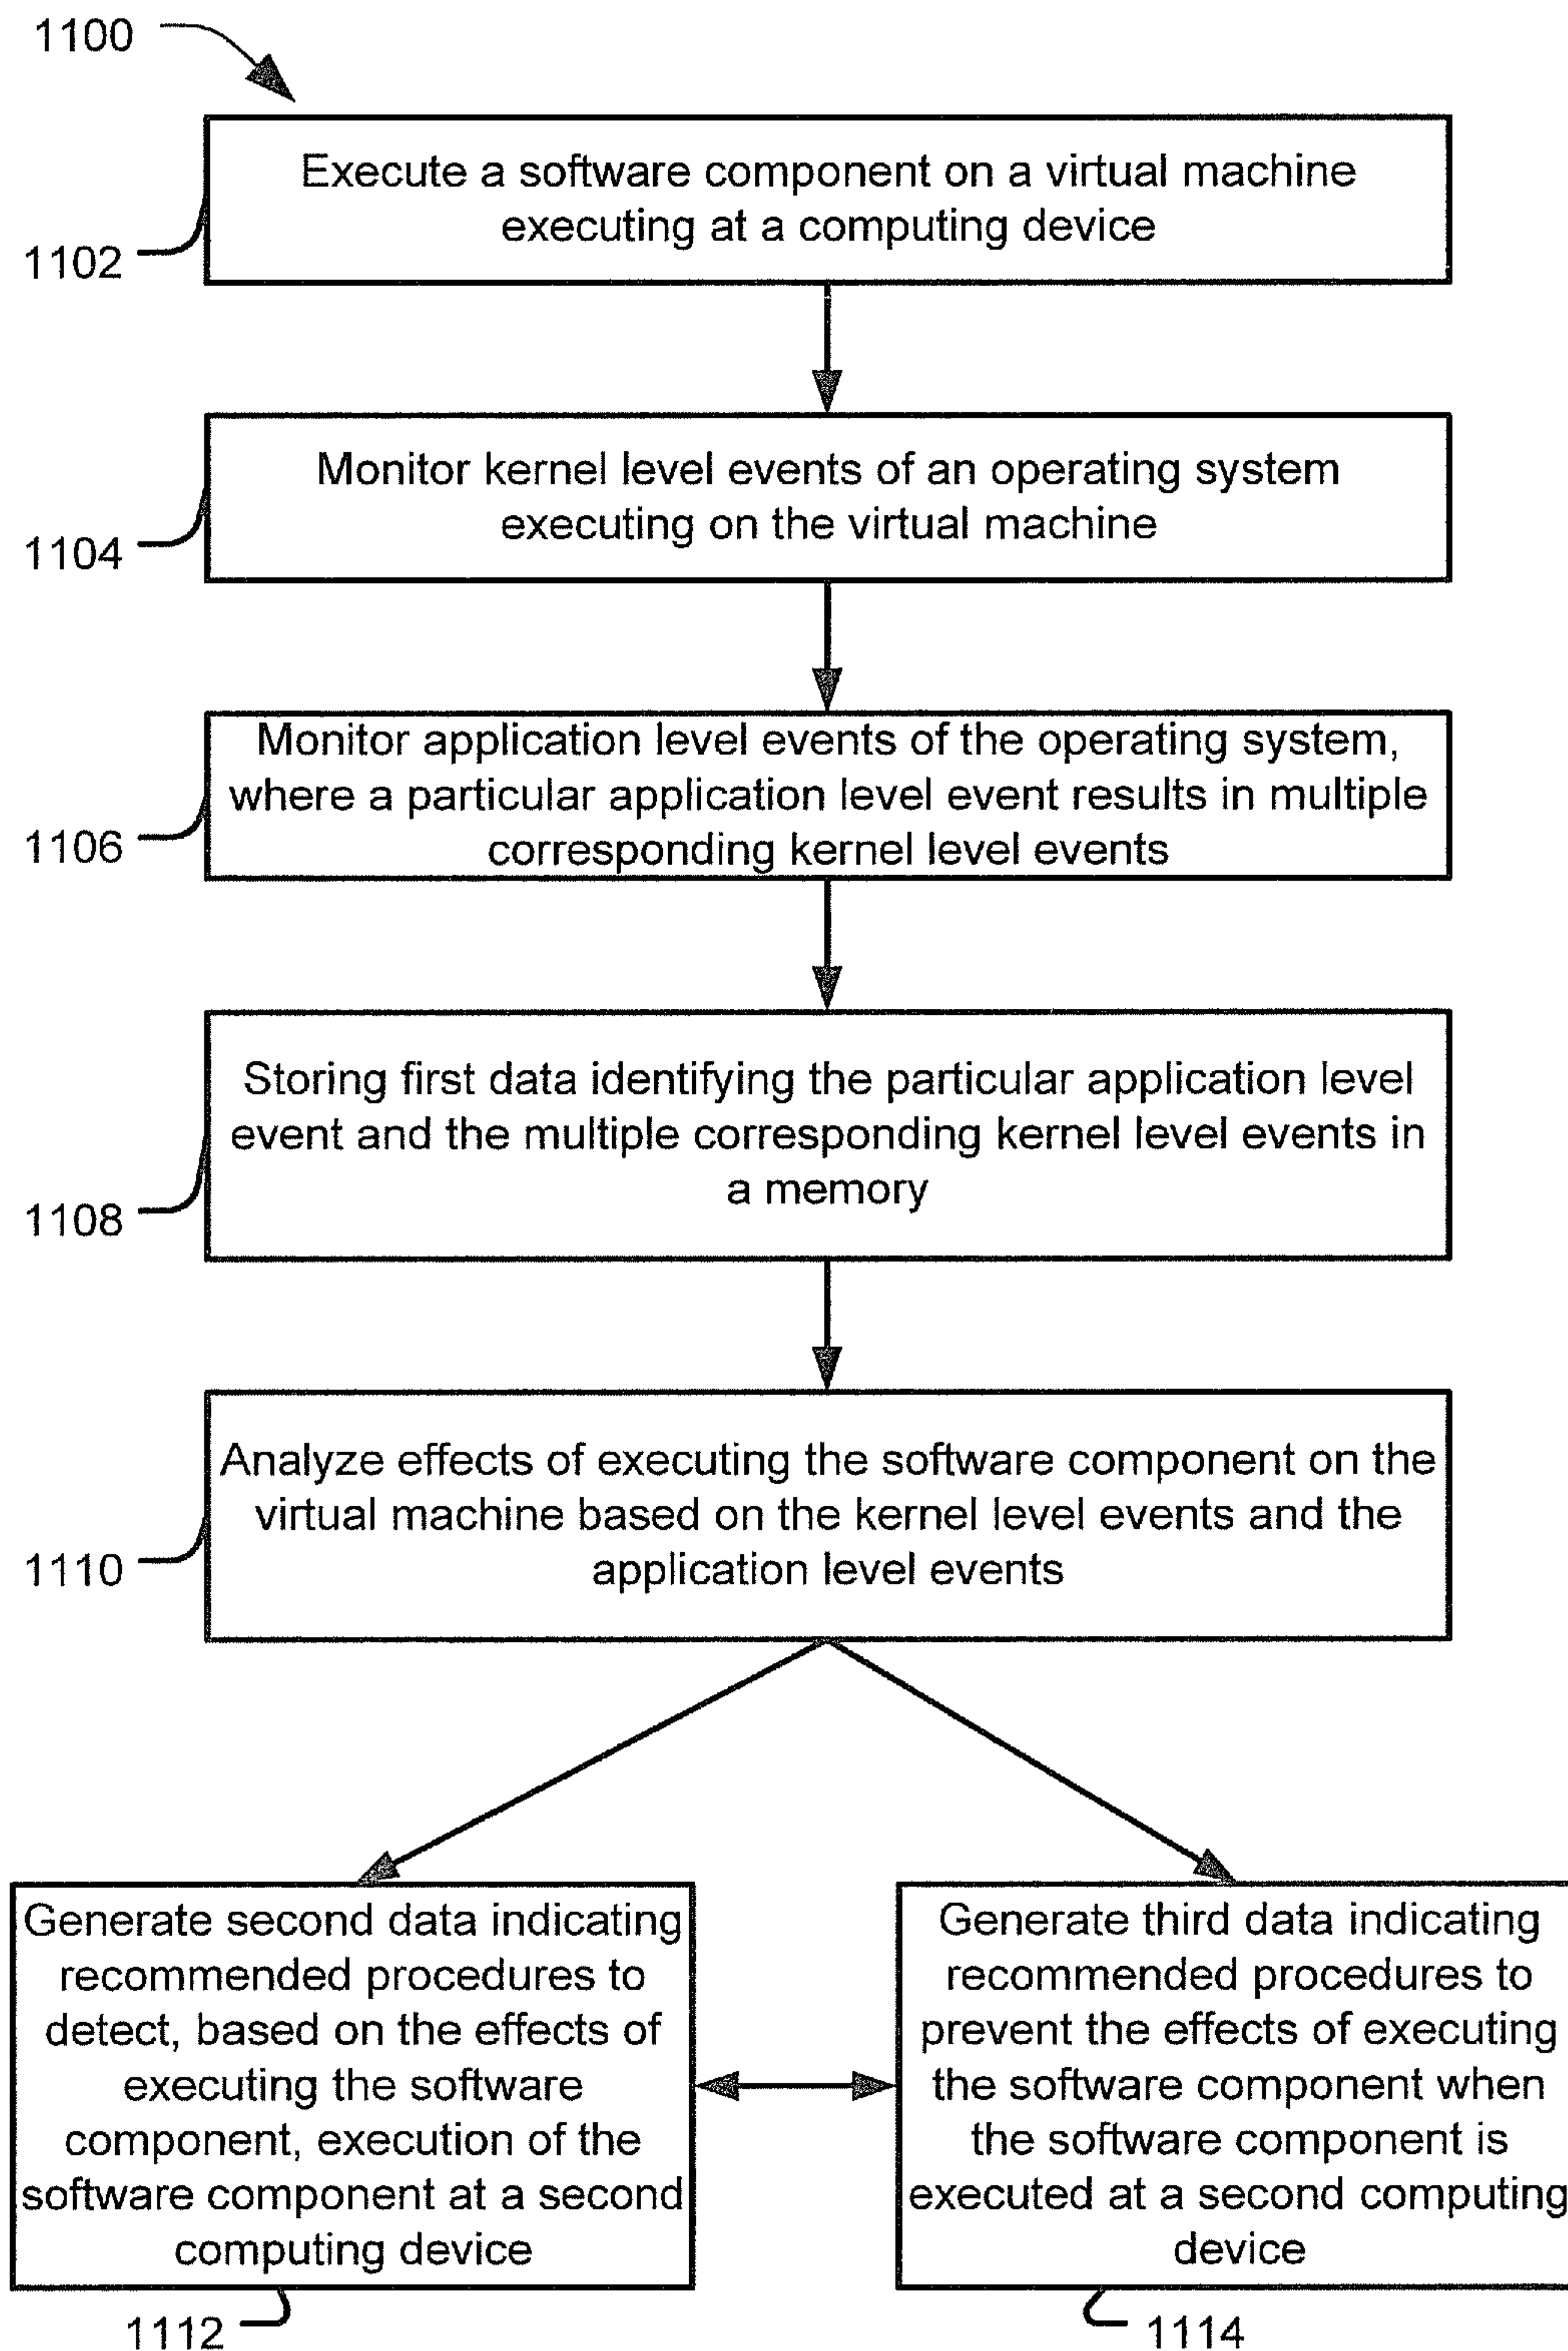 1100
Execute a software component on a virtual machine
executing at a computing device
1102
Monitor kernel level events of an operating system
executing on the virtual machine
1104
Monitor application level events of the operating system,
where a particular application level event results in multiple
corresponding kernel level events
1106
Storing first data identifying the particular application level
event and the multiple corresponding kernel level events in
a memory
1108
Analyze effects of executing the software component on the
virtual machine based on the kernel level events and the
application level events
1110
Generate second data indicating
recommended procedures to
detect, based on the effects of
executing the software
component, execution of the
software component at a second
computing device
1112
Generate third data indicating
recommended procedures to
prevent the effects of executing
the software component when
the software component is
executed at a second computing
device
1114